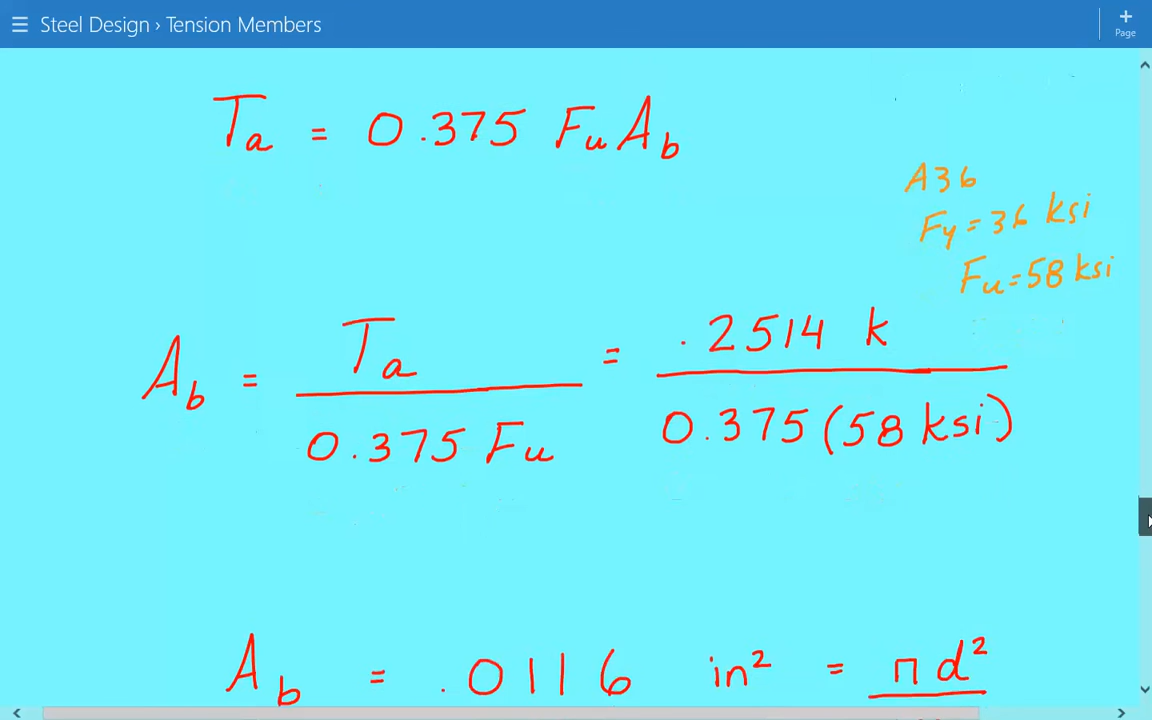 Steel Design › Tension Members
Page
Ta = 0.375 Fu Ab
A36
Fy = 36 ksi
Fu = 58 ksi
Ab = Ta / 0.375 Fu = .2514 k / 0.375 (58 ksi)
Ab = .0116 in² = πd²